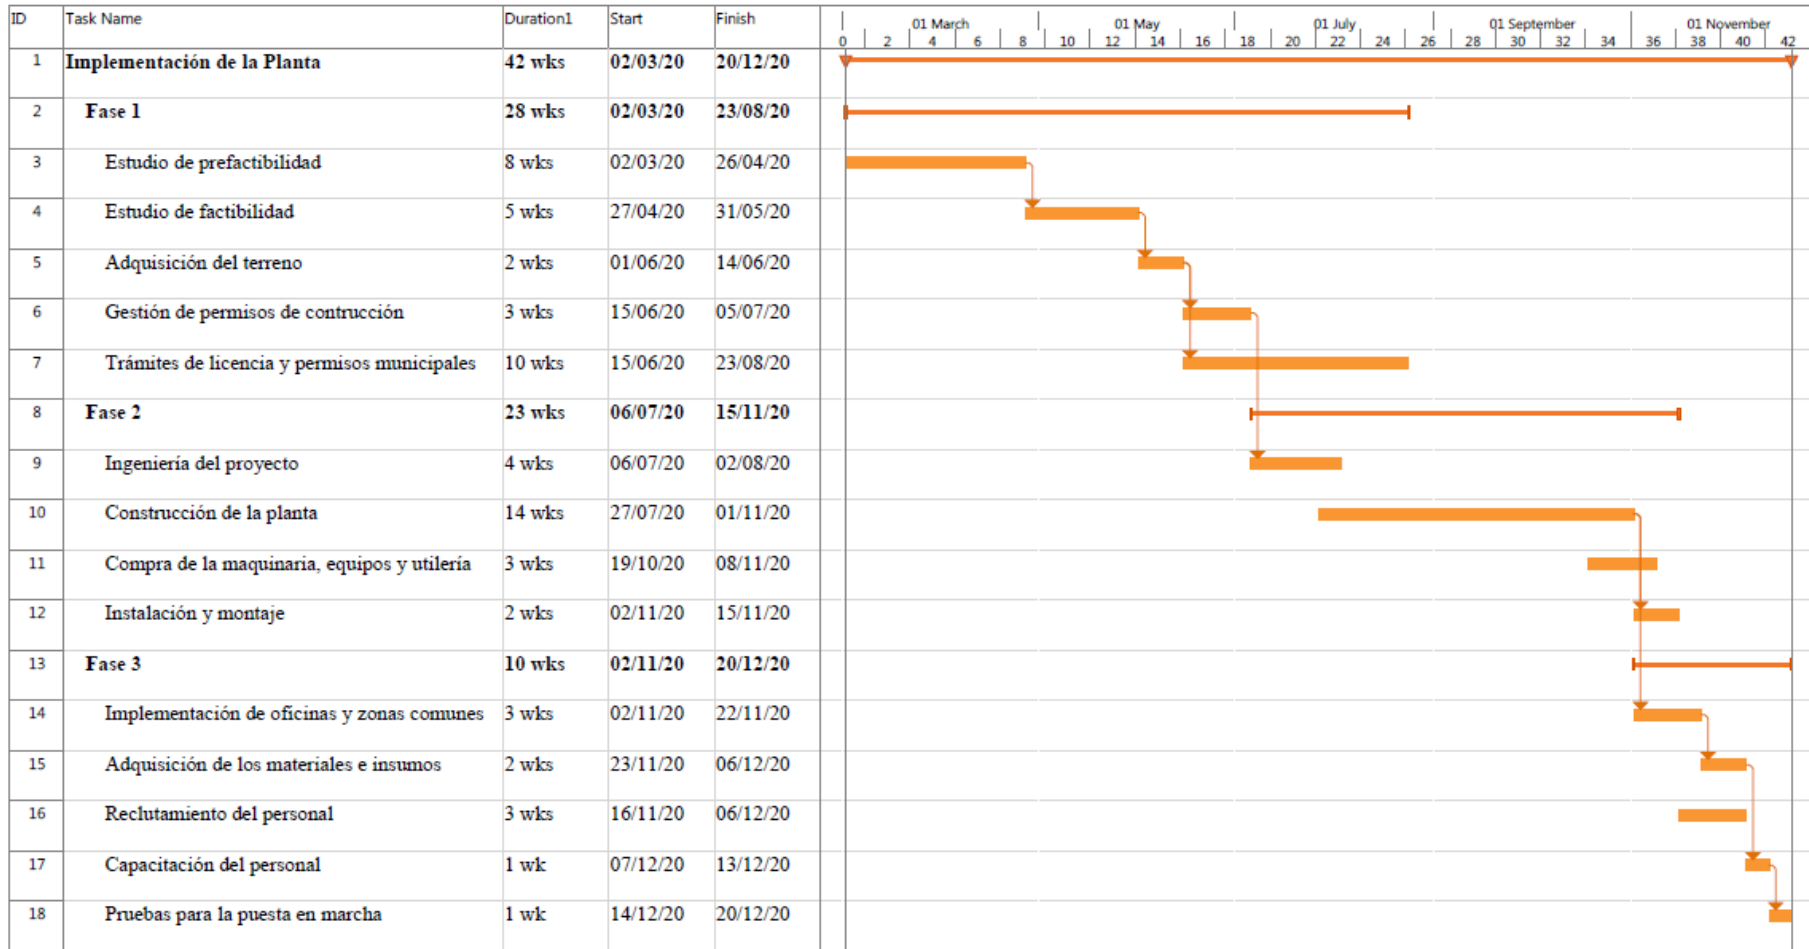 ID Task Name Duration1 Start Finish 01 March 01 May 01 July 01 September 01 November
0 2 4 6 8 10 12 14 16 18 20 22 24 26 28 30 32 34 36 38 40 42
1 Implementación de la Planta 42 wks 02/03/20 20/12/20
2 Fase 1 28 wks 02/03/20 23/08/20
3 Estudio de prefactibilidad 8 wks 02/03/20 26/04/20
4 Estudio de factibilidad 5 wks 27/04/20 31/05/20
5 Adquisición del terreno 2 wks 01/06/20 14/06/20
6 Gestión de permisos de contrucción 3 wks 15/06/20 05/07/20
7 Trámites de licencia y permisos municipales 10 wks 15/06/20 23/08/20
8 Fase 2 23 wks 06/07/20 15/11/20
9 Ingeniería del proyecto 4 wks 06/07/20 02/08/20
10 Construcción de la planta 14 wks 27/07/20 01/11/20
11 Compra de la maquinaria, equipos y utilería 3 wks 19/10/20 08/11/20
12 Instalación y montaje 2 wks 02/11/20 15/11/20
13 Fase 3 10 wks 02/11/20 20/12/20
14 Implementación de oficinas y zonas comunes 3 wks 02/11/20 22/11/20
15 Adquisición de los materiales e insumos 2 wks 23/11/20 06/12/20
16 Reclutamiento del personal 3 wks 16/11/20 06/12/20
17 Capacitación del personal 1 wk 07/12/20 13/12/20
18 Pruebas para la puesta en marcha 1 wk 14/12/20 20/12/20